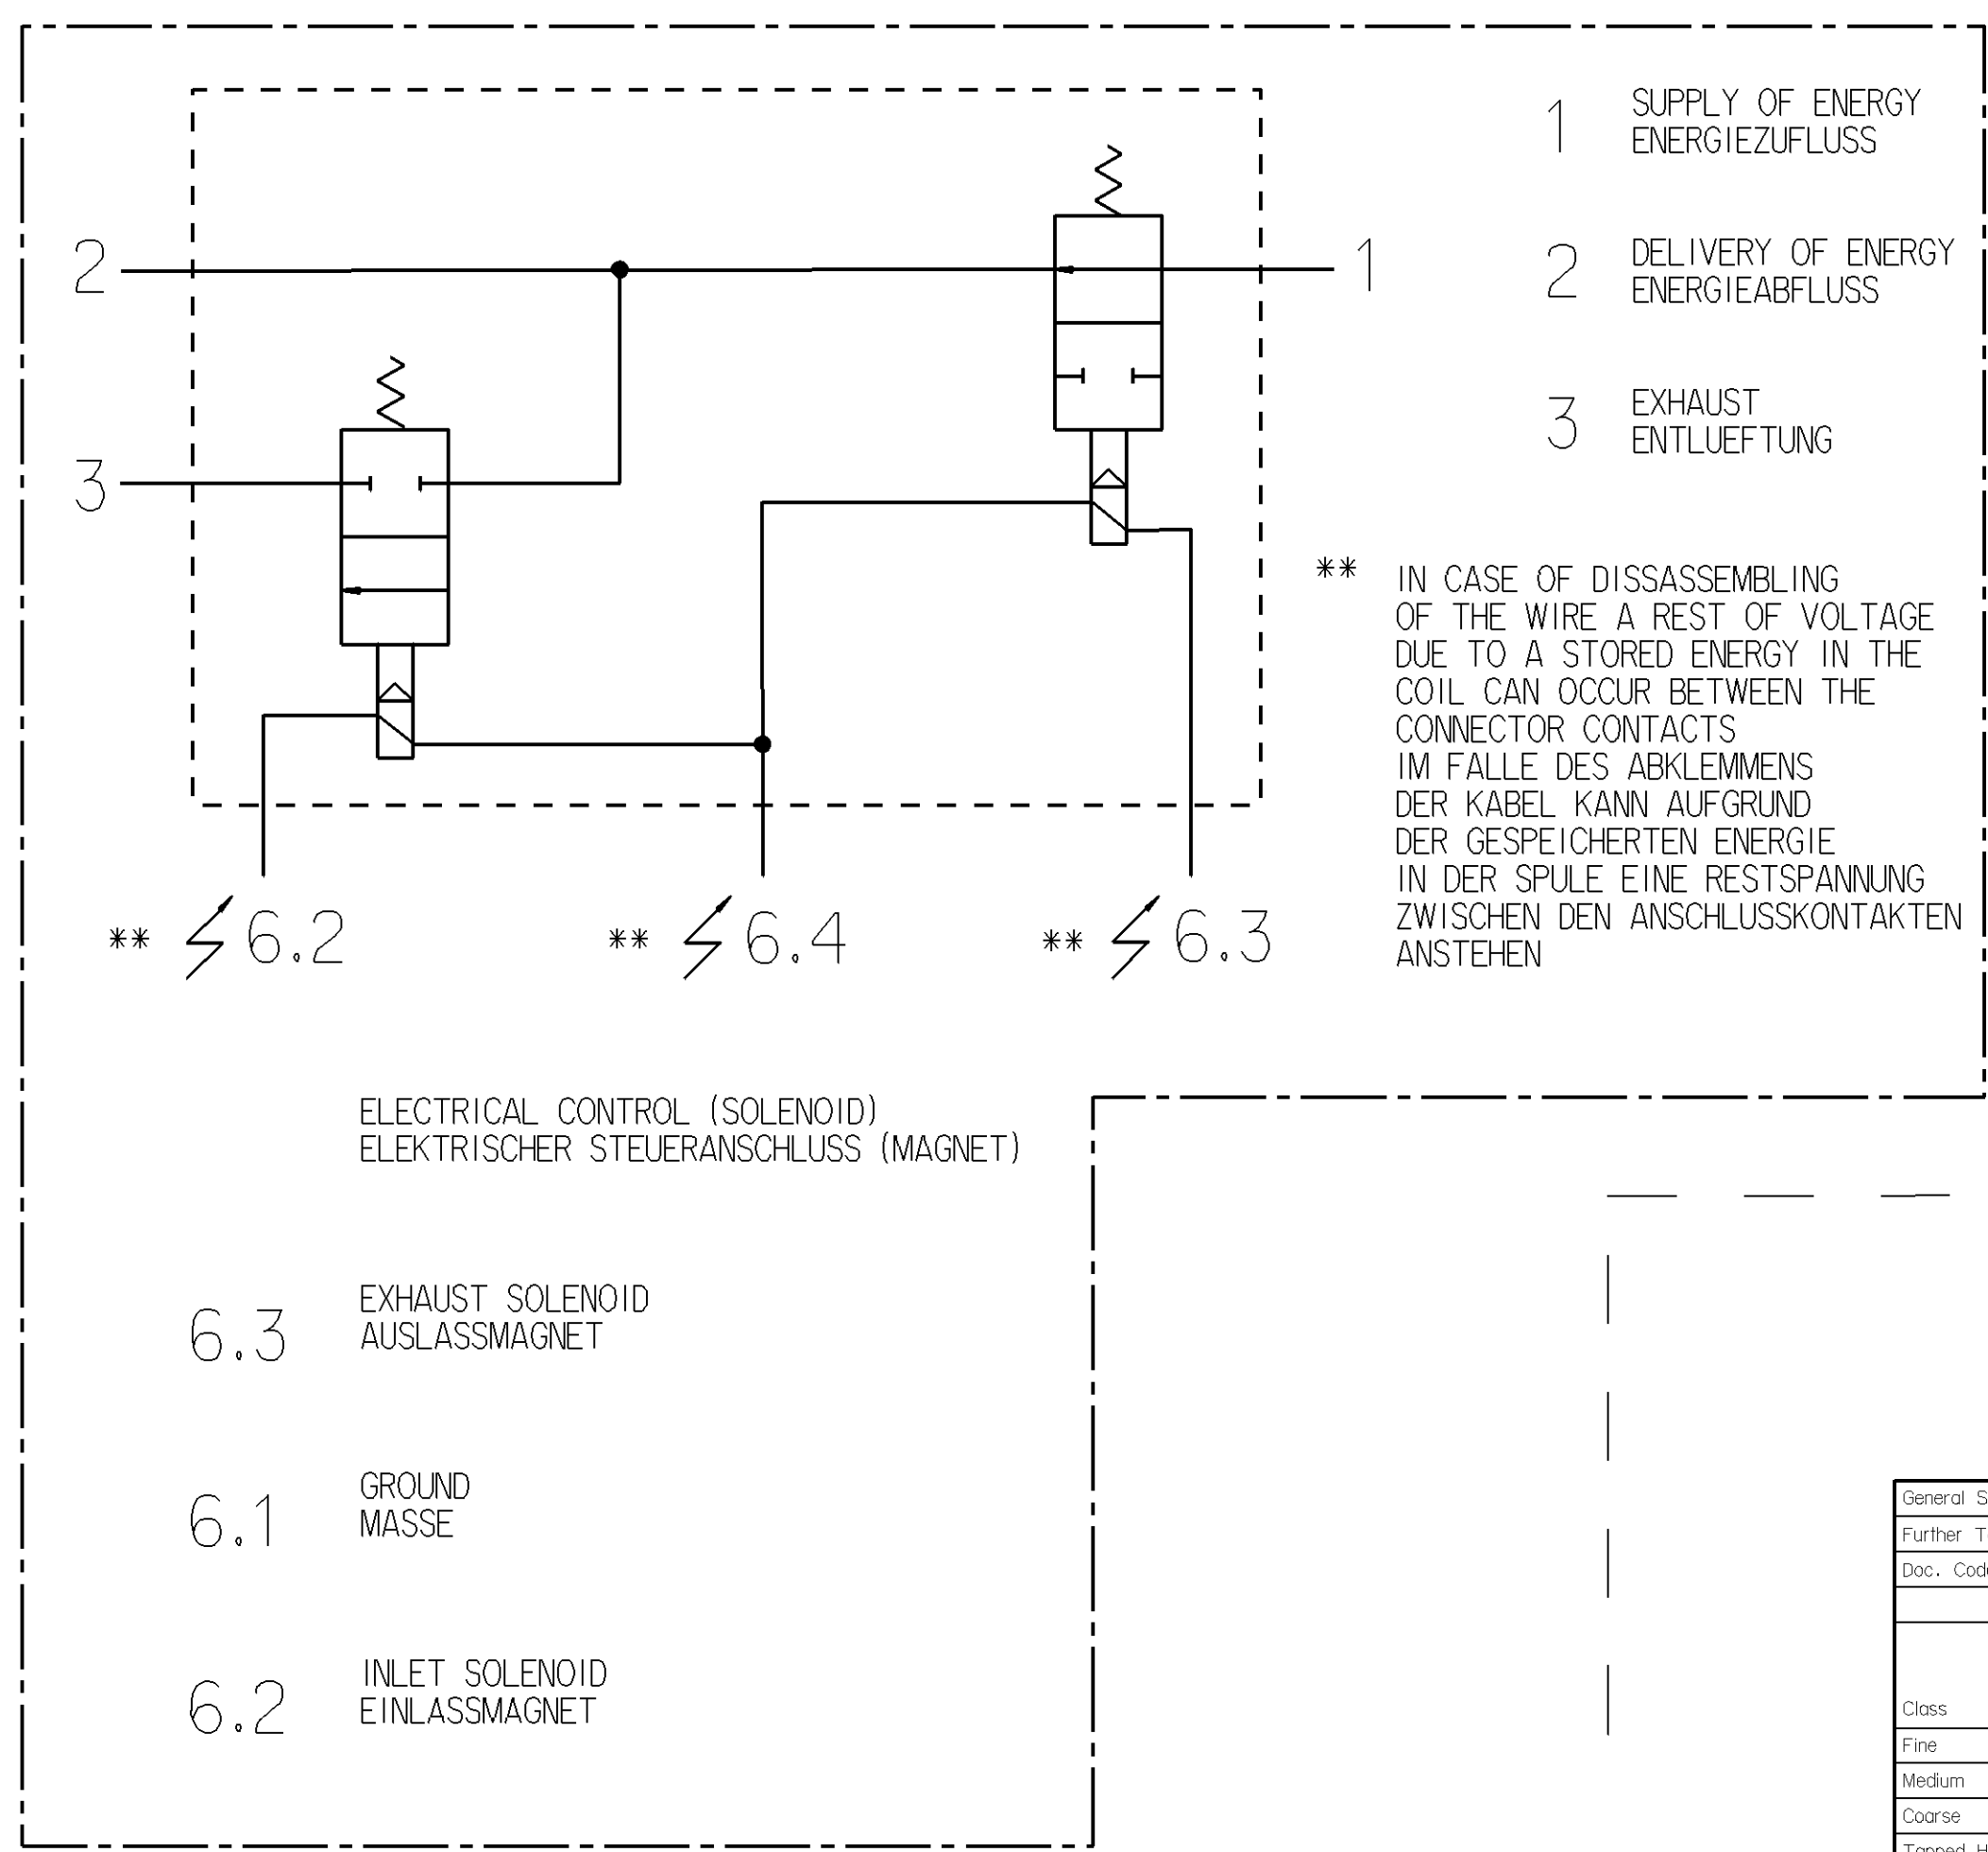 1 SUPPLY OF ENERGY
ENERGIEZUFLUSS
2 DELIVERY OF ENERGY
ENERGIEABFLUSS
3 EXHAUST
ENTLUEFTUNG
2
1
3
** IN CASE OF DISSASSEMBLING
OF THE WIRE A REST OF VOLTAGE
DUE TO A STORED ENERGY IN THE
COIL CAN OCCUR BETWEEN THE
CONNECTOR CONTACTS
IM FALLE DES ABKLEMMENS
DER KABEL KANN AUFGRUND
DER GESPEICHERTEN ENERGIE
IN DER SPULE EINE RESTSPANNUNG
ZWISCHEN DEN ANSCHLUSSKONTAKTEN
ANSTEHEN
** 6.2
** 6.4
** 6.3
ELECTRICAL CONTROL (SOLENOID)
ELEKTRISCHER STEUERANSCHLUSS (MAGNET)
6.3 EXHAUST SOLENOID
AUSLASSMAGNET
6.1 GROUND
MASSE
6.2 INLET SOLENOID
EINLASSMAGNET
General S
Further T
Doc. Cod
Class
Fine
Medium
Coarse